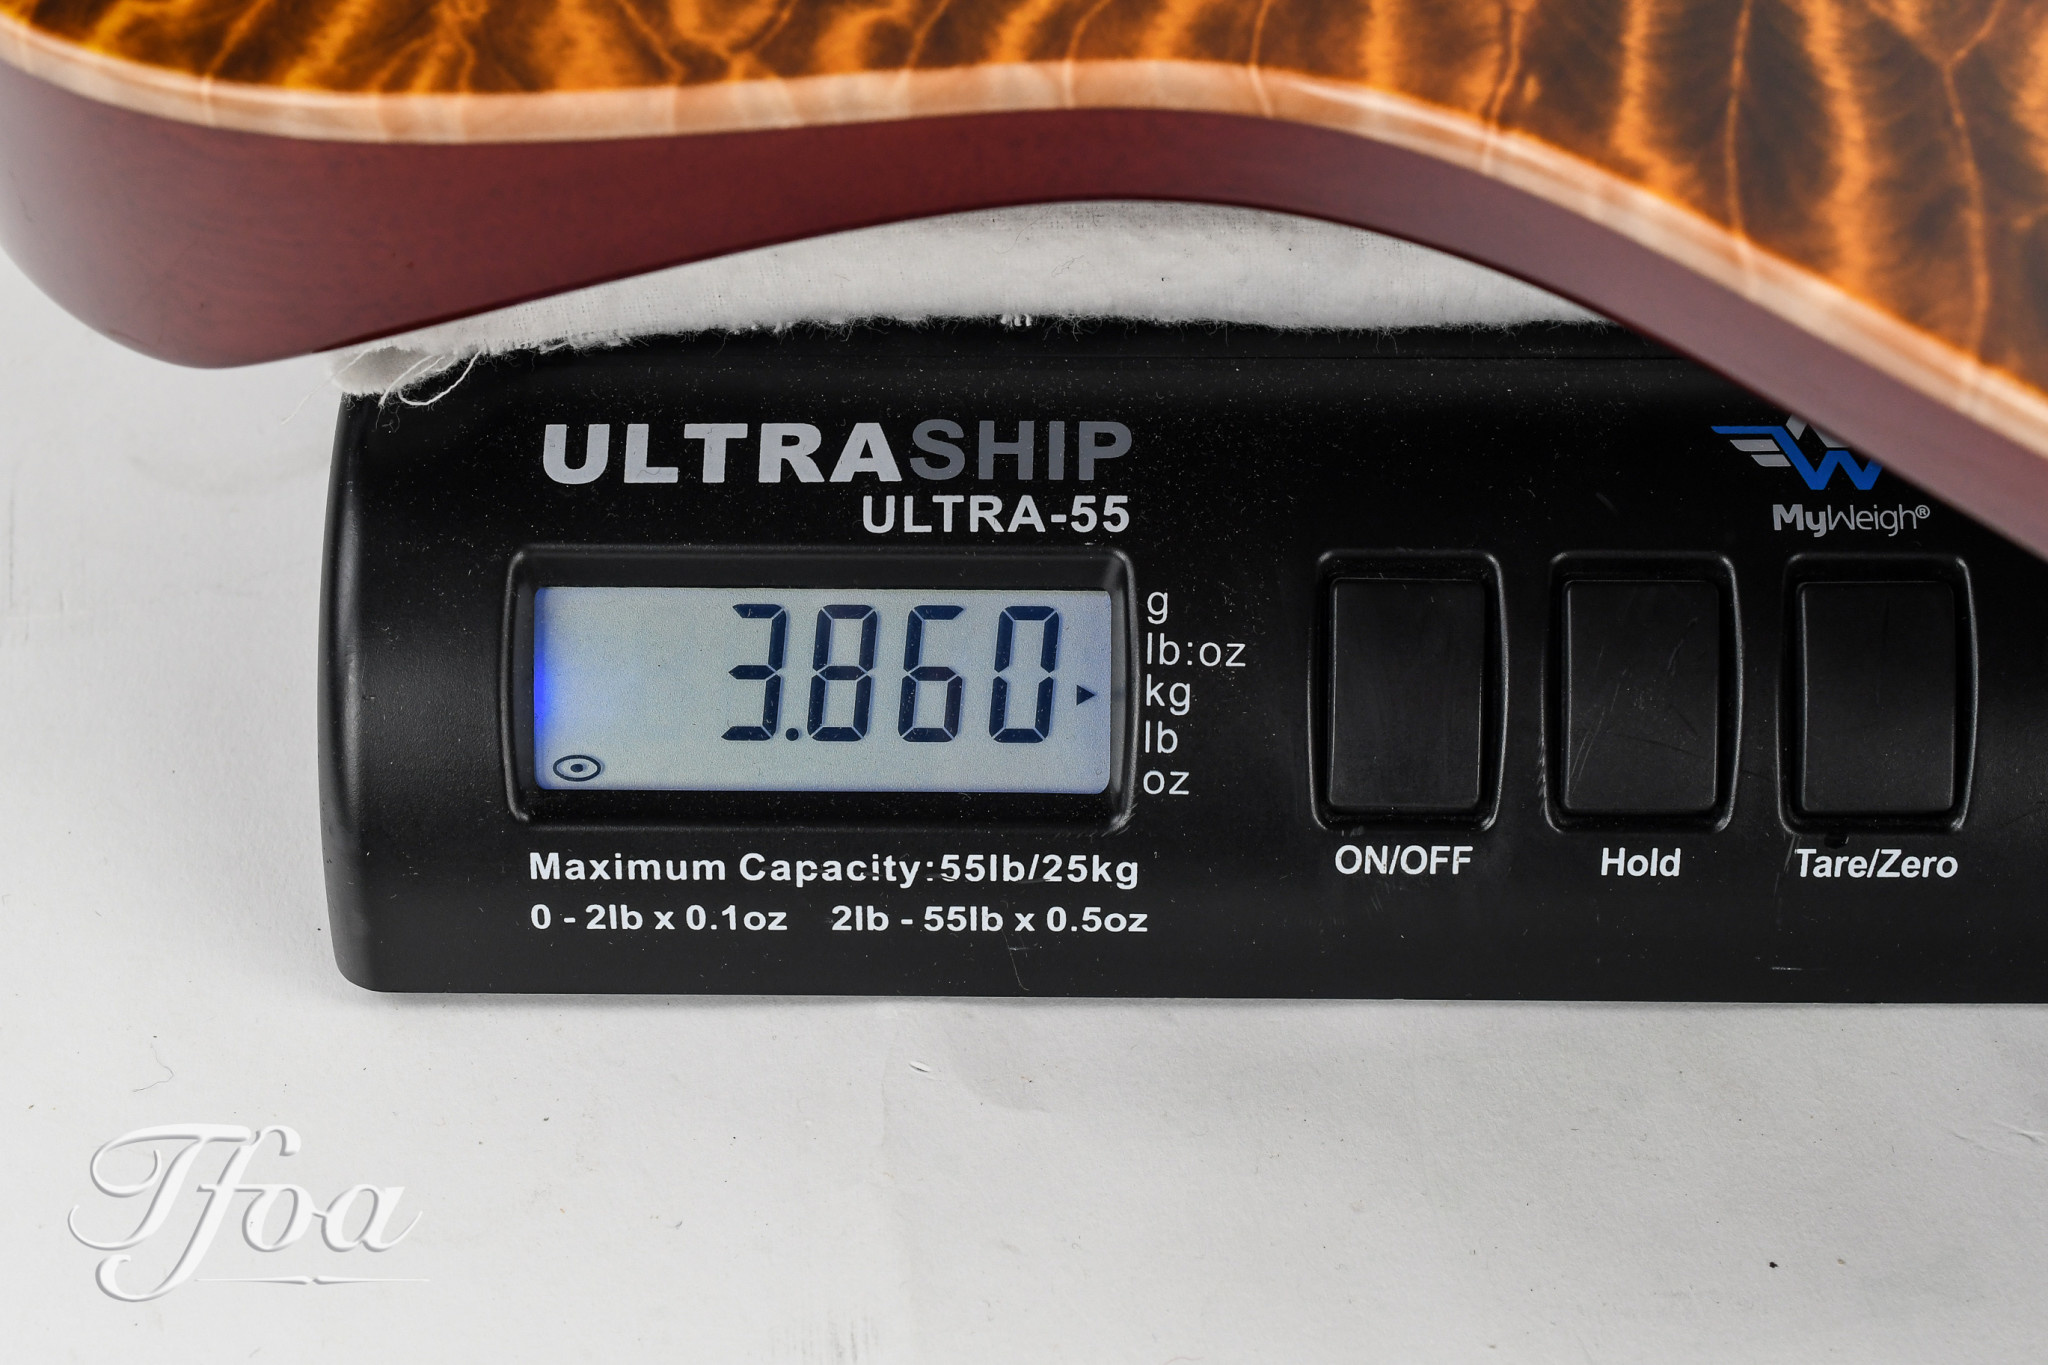 ULTRASHIP
ULTRA-55
MyWeigh®
3.860
g
lb:oz
kg
lb
oz
Maximum Capacity:55lb/25kg
0 - 2lb x 0.1oz 2lb - 55lb x 0.5oz
ON/OFF
Hold
Tare/Zero
Tfoa